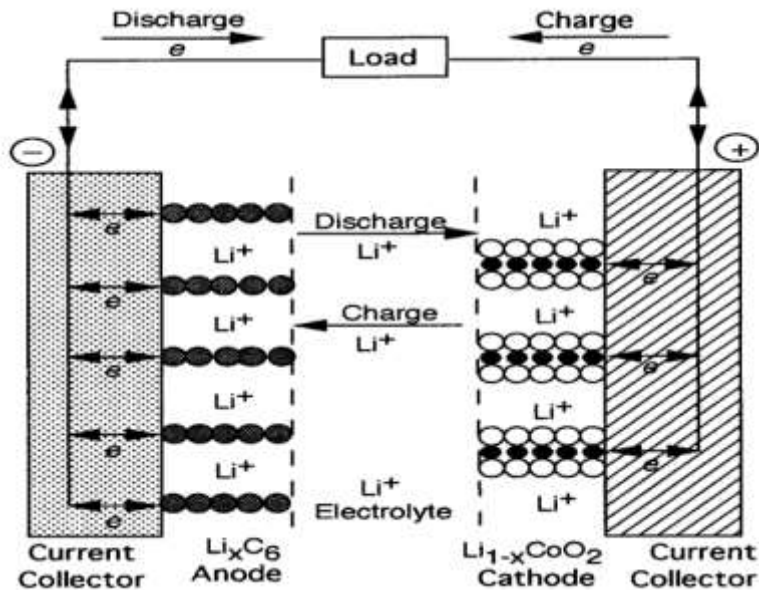 Discharge
e
Charge
e
Load
−
+
e
Li⁺
e
Li⁺
e
Li⁺
e
Li⁺
e
Discharge
Li⁺
Charge
Li⁺
Li⁺
Electrolyte
Li⁺
e
Li⁺
e
Li⁺
e
Li⁺
Current
Collector
LiₓC₆
Anode
Li₁₋ₓCoO₂
Cathode
Current
Collector